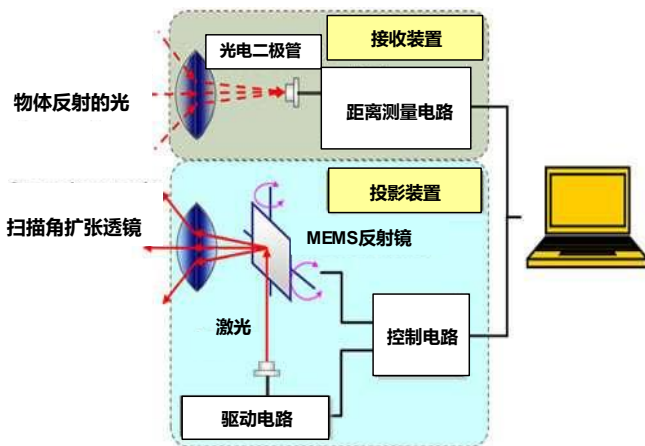 光电二极管
接收装置
物体反射的光
距离测量电路
投影装置
扫描角扩张透镜
MEMS反射镜
激光
控制电路
驱动电路